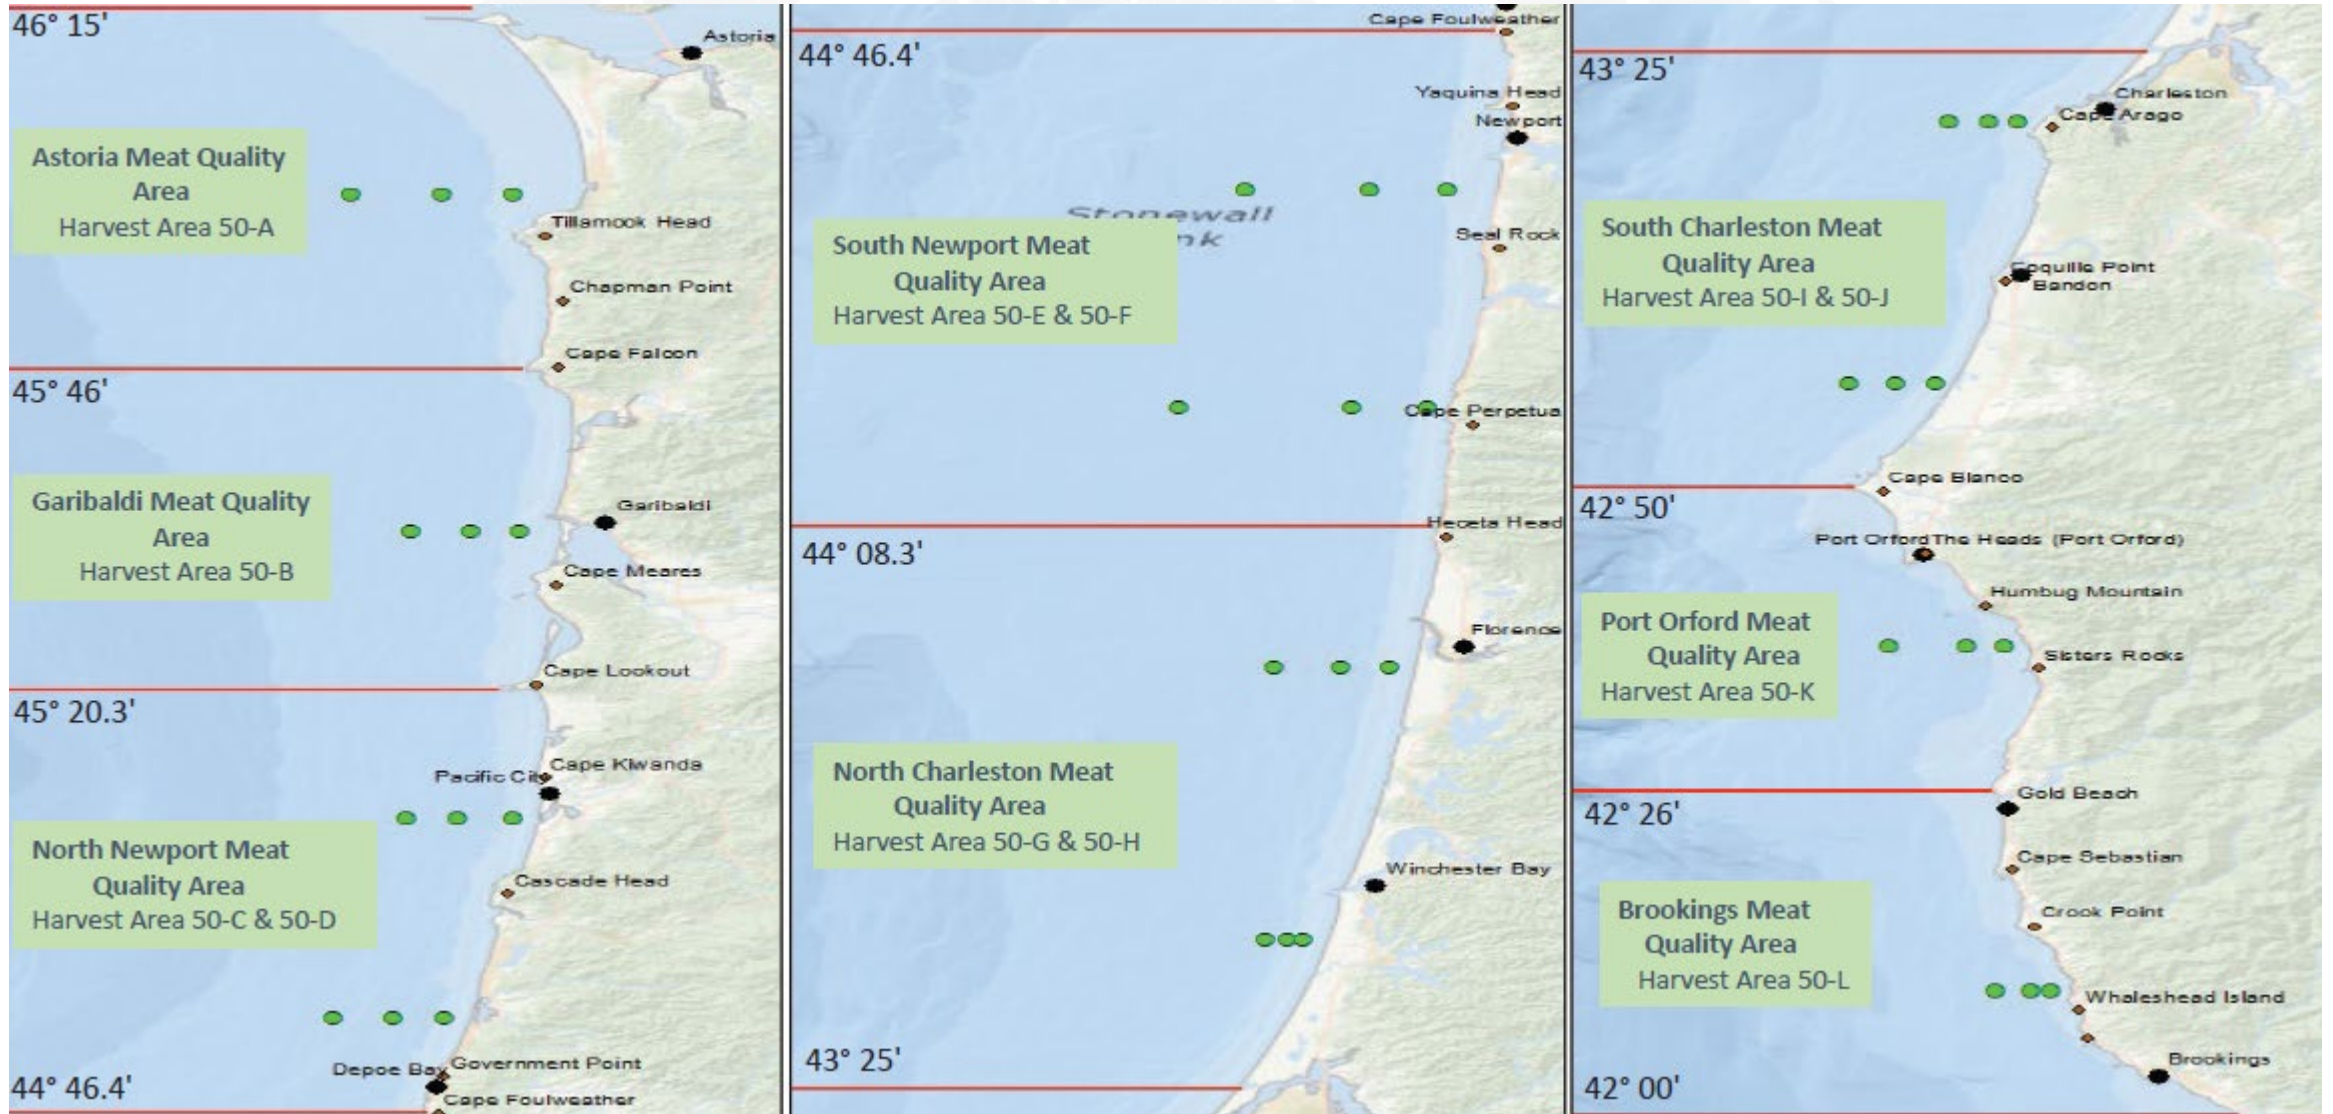 46° 15'
Astoria
Astoria Meat Quality
Area
Harvest Area 50-A
Tillamook Head
Chapman Point
Cape Falcon
45° 46'
Garibaldi Meat Quality
Area
Harvest Area 50-B
Garibaldi
Cape Meares
Cape Lookout
45° 20.3'
Cape Kiwanda
Pacific City
North Newport Meat
Quality Area
Harvest Area 50-C & 50-D
Cascade Head
Government Point
Depoe Bay
44° 46.4'
Cape Foulweather
Cape Foulweather
44° 46.4'
Yaquina Head
Newport
Stonewall
South Newport Meat
Quality Area
Harvest Area 50-E & 50-F
Seal Rock
Cape Perpetua
Heceta Head
44° 08.3'
Florence
North Charleston Meat
Quality Area
Harvest Area 50-G & 50-H
Winchester Bay
43° 25'
43° 25'
Charleston
Cape Arago
South Charleston Meat
Quality Area
Harvest Area 50-I & 50-J
Coquille Point
Bandon
Cape Blanco
42° 50'
Port Orford The Heads (Port Orford)
Humbug Mountain
Port Orford Meat
Quality Area
Harvest Area 50-K
Sisters Rocks
Gold Beach
42° 26'
Cape Sebastian
Brookings Meat
Quality Area
Harvest Area 50-L
Crook Point
Whaleshead Island
Brookings
42° 00'